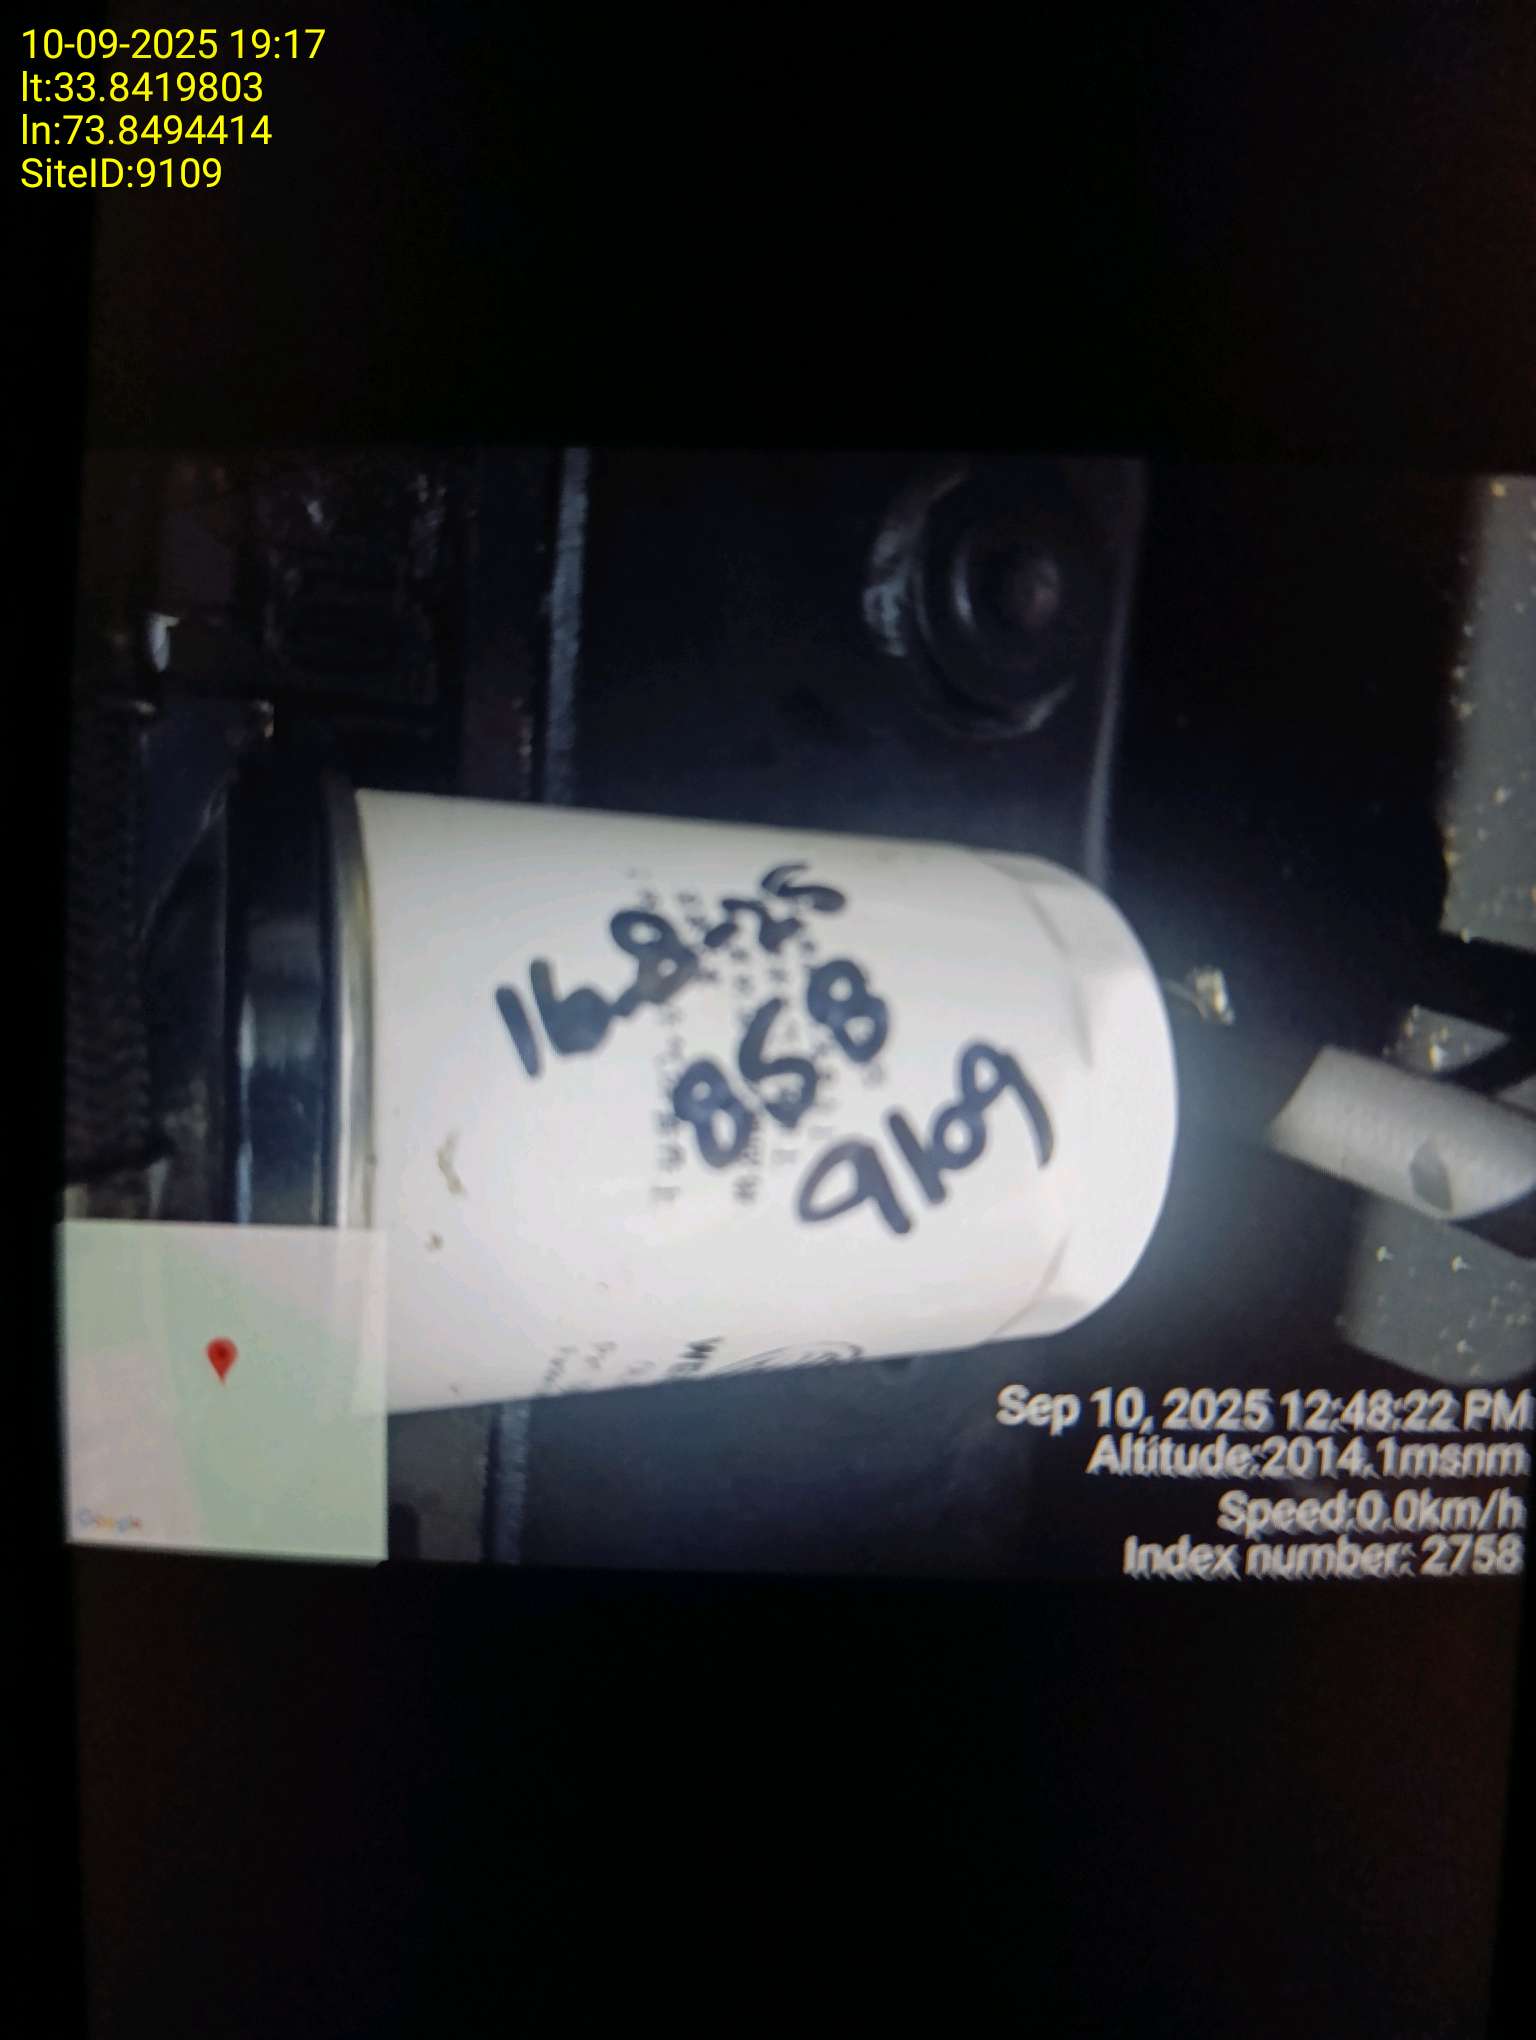 10-09-2025 19:17
lt:33.8419803
ln:73.8494414
SiteID:9109
16.8-25
858
9109
Sep 10, 2025 12:48:22 PM
Altitude:2014.1msnm
Speed:0.0km/h
Index number: 2758
Google